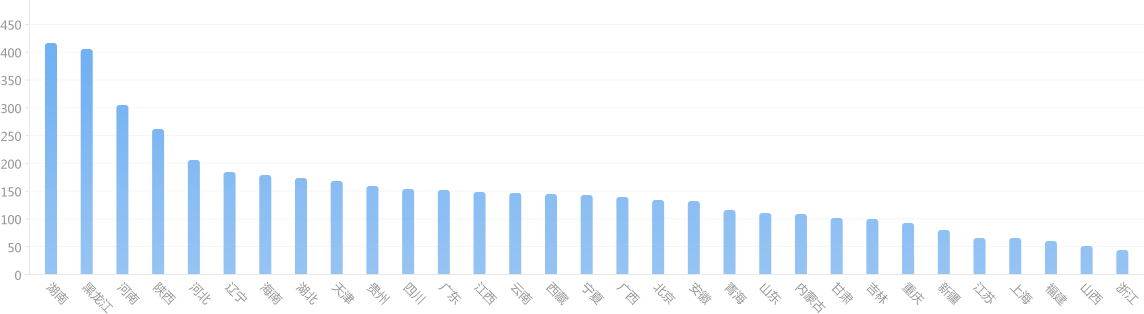 450
400
350
300
250
200
150
100
50
0
湖南
黑龙江
河南
陕西
河北
辽宁
海南
湖北
天津
贵州
四川
广东
江西
云南
西藏
宁夏
广西
北京
安徽
青海
山东
内蒙古
甘肃
吉林
重庆
新疆
江苏
上海
福建
山西
浙江